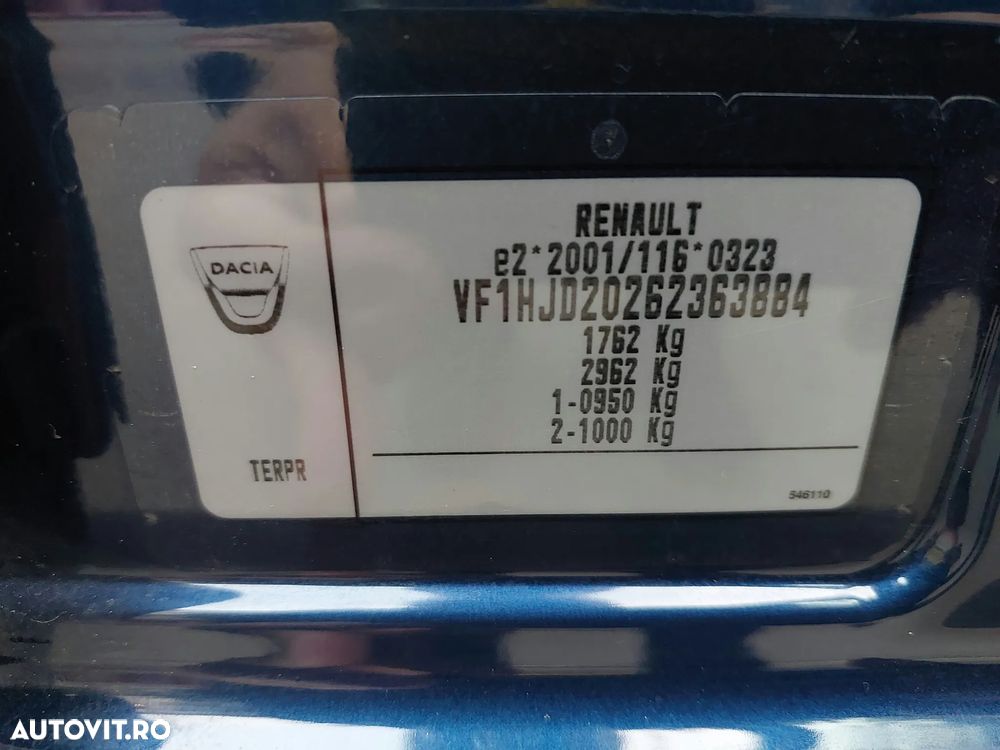 RENAULT
e2*2001/116*0323
VF1HJD20262363884
1762 Kg
2962 Kg
1-0950 Kg
2-1000 Kg
DACIA
TERPR
546110
AUTOVIT.RO